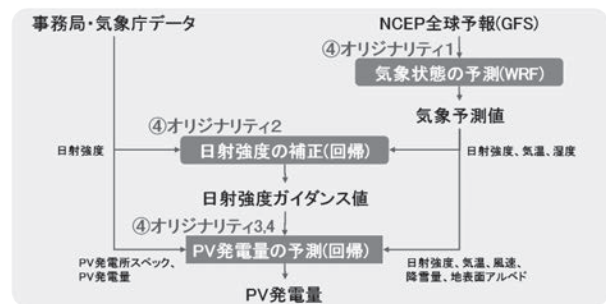 事務局・気象庁データ
NCEP全球予報(GFS)
④オリジナリティ1
気象状態の予測(WRF)
気象予測値
④オリジナリティ2
日射強度
日射強度の補正(回帰)
日射強度、気温、湿度
日射強度ガイダンス値
④オリジナリティ3,4
PV発電量の予測(回帰)
PV発電所スペック、
PV発電量
日射強度、気温、風速、
降雪量、地表面アルベド
PV発電量